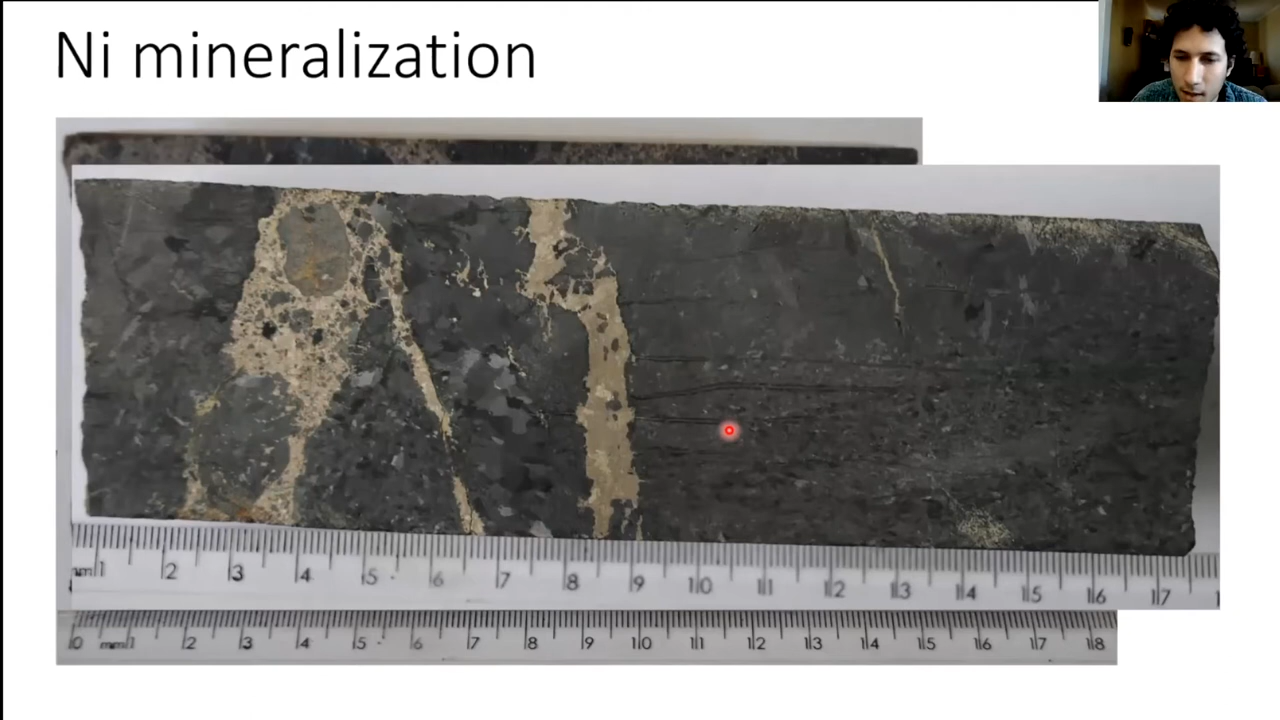 Ni mineralization
1 2 3 4 5 6 7 8 9 10 11 12 13 14 15 16 17
0 mm 1 2 3 4 5 6 7 8 9 10 11 12 13 14 15 16 17 18